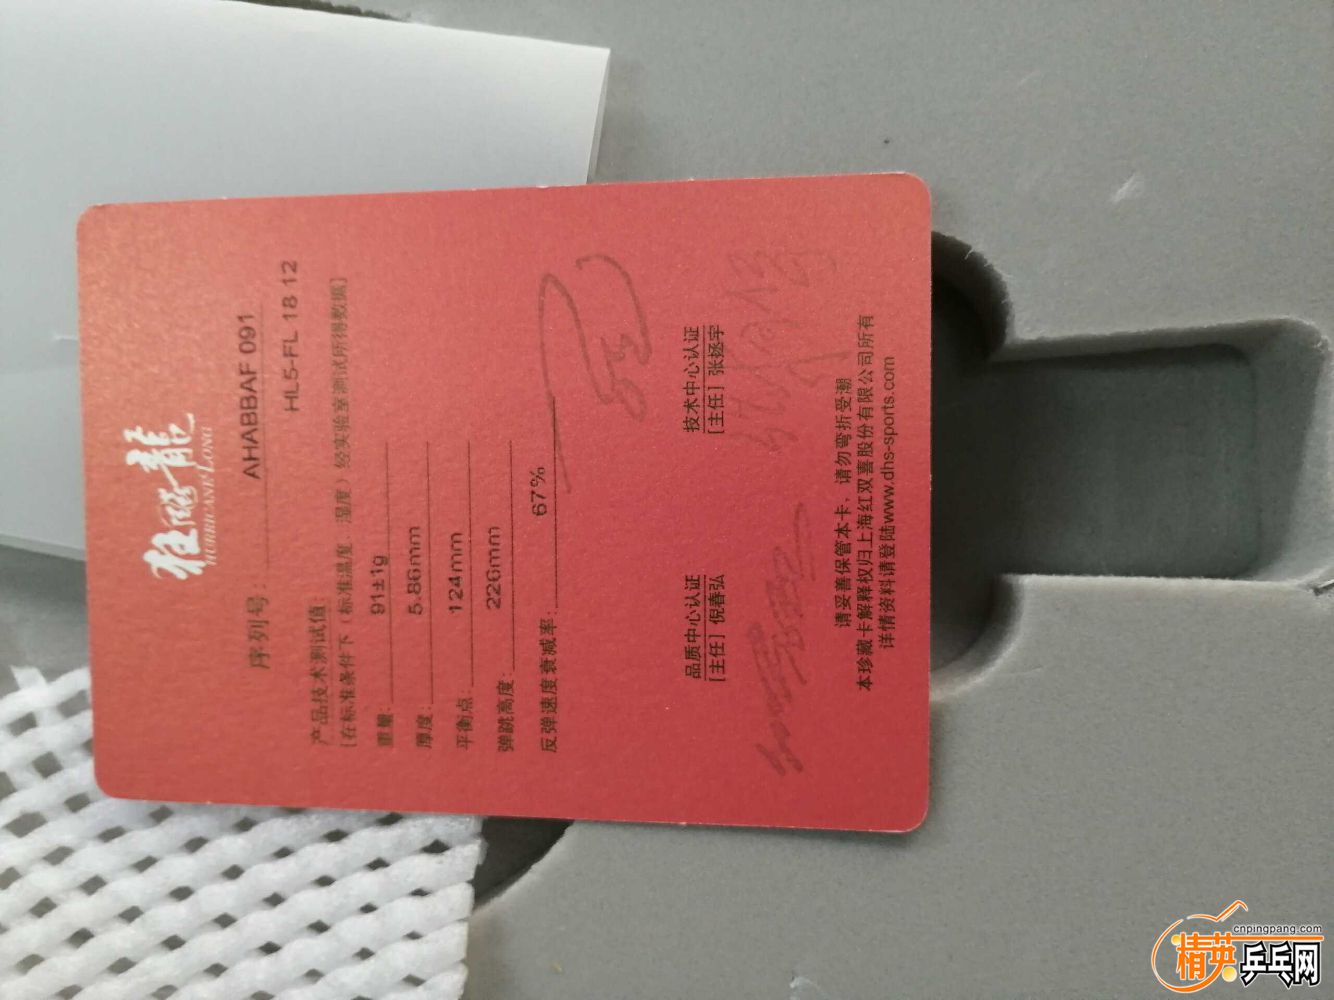 狂飚龍
HURRICANE LONG
序列号： AHABBAF 091
HL5-FL 18 12
产品技术测试值：
[在标准条件下（标准温度、湿度）经实验室测试所得数据]
重量： 91±1g
厚度： 5.86mm
平衡点： 124mm
弹跳高度： 226mm
反弹速度衰减率： 67%
品质中心认证 技术中心认证
[主任] 倪春弘 [主任] 张拯宇
请妥善保管本卡，请勿弯折受潮
本珍藏卡解释权归上海红双喜股份有限公司所有
详情资料请登陆www.dhs-sports.com
cnpingpang.com
精英乒乓网